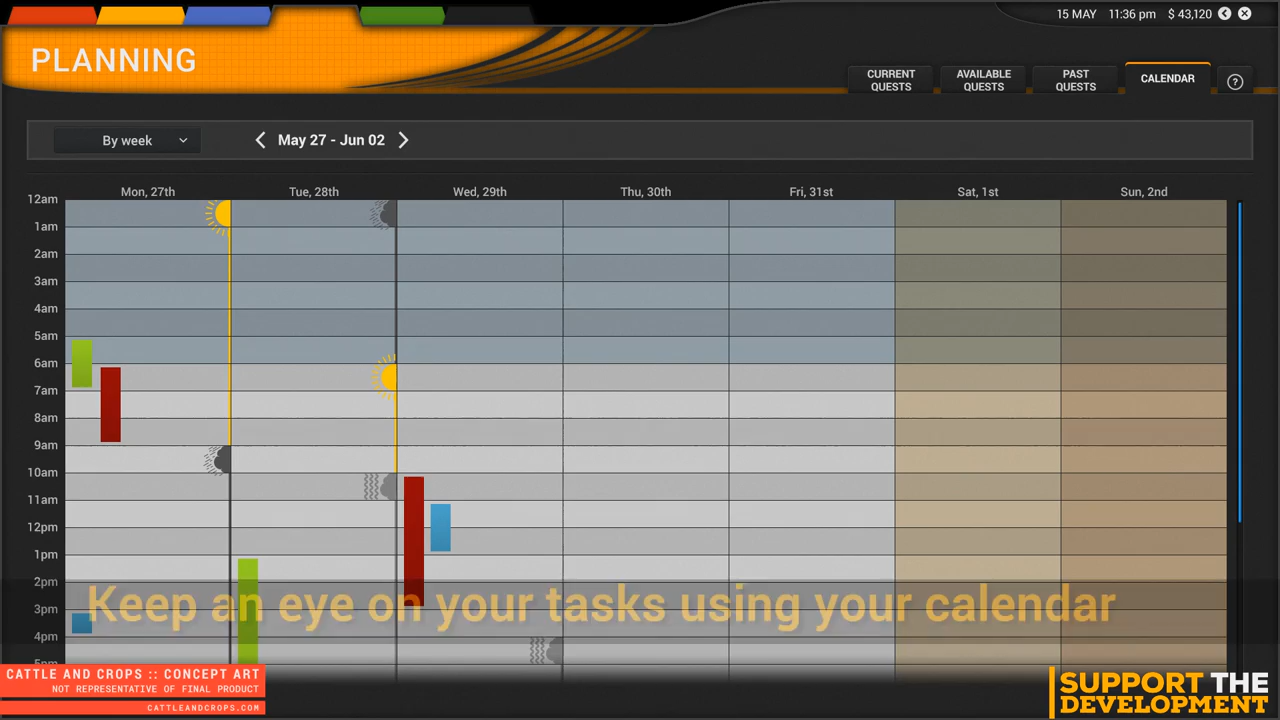 15 MAY 11:36 pm $ 43,120
PLANNING
CURRENT QUESTS
AVAILABLE QUESTS
PAST QUESTS
CALENDAR
?
By week
May 27 - Jun 02
Mon, 27th
Tue, 28th
Wed, 29th
Thu, 30th
Fri, 31st
Sat, 1st
Sun, 2nd
12am
1am
2am
3am
4am
5am
6am
7am
8am
9am
10am
11am
12pm
1pm
2pm
3pm
4pm
5pm
Keep an eye on your tasks using your calendar
CATTLE AND CROPS :: CONCEPT ART
NOT REPRESENTATIVE OF FINAL PRODUCT
CATTLEANDCROPS.COM
SUPPORT THE
DEVELOPMENT